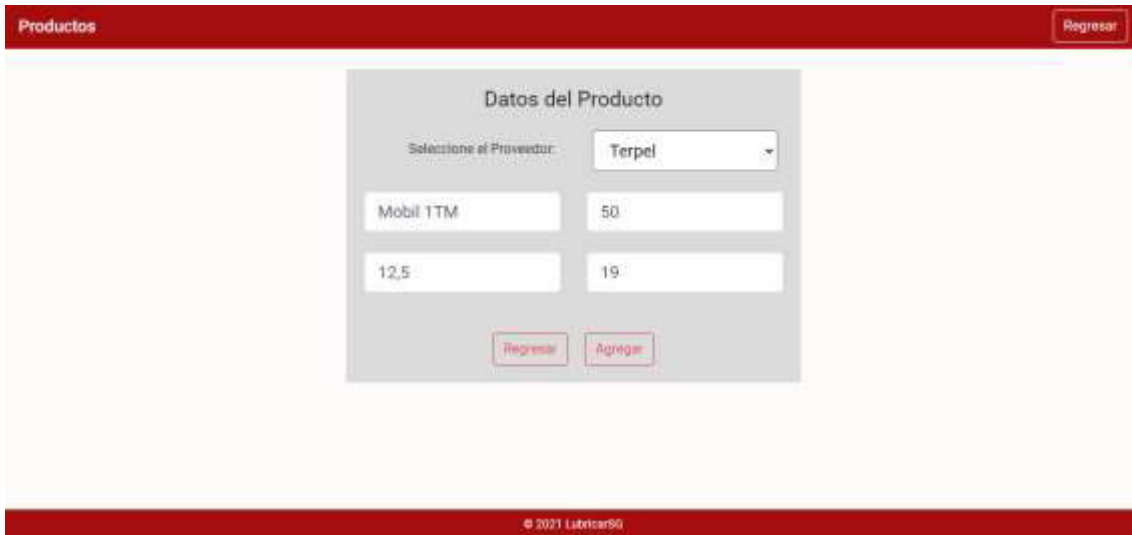 Productos
Regresar
Datos del Producto
Seleccione el Proveedor:
Terpel
Mobil 1TM
50
12,5
19
Regresar
Agregar
© 2021 LubricarSG